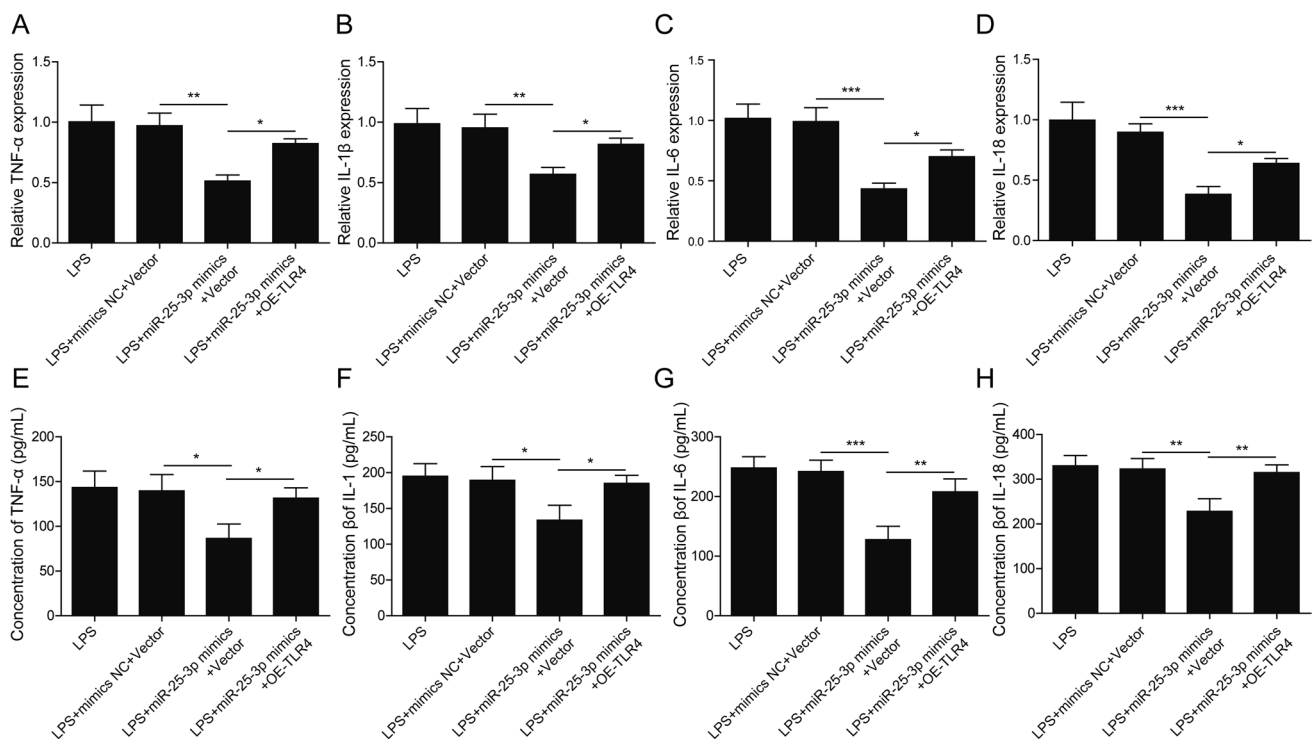 A
Relative TNF-α expression
1.5
1.0
0.5
0.0
**
*
LPS
LPS+mimics NC+Vector
LPS+miR-25-3p mimics
+Vector
LPS+miR-25-3p mimics
+OE-TLR4
B
Relative IL-1β expression
1.5
1.0
0.5
0.0
**
*
LPS
LPS+mimics NC+Vector
LPS+miR-25-3p mimics
+Vector
LPS+miR-25-3p mimics
+OE-TLR4
C
Relative IL-6 expression
1.5
1.0
0.5
0.0
***
*
LPS
LPS+mimics NC+Vector
LPS+miR-25-3p mimics
+Vector
LPS+miR-25-3p mimics
+OE-TLR4
D
Relative IL-18 expression
1.5
1.0
0.5
0.0
***
*
LPS
LPS+mimics NC+Vector
LPS+miR-25-3p mimics
+Vector
LPS+miR-25-3p mimics
+OE-TLR4
E
Concentration of TNF-α (pg/mL)
200
150
100
50
0
*
*
LPS
LPS+mimics NC+Vector
LPS+miR-25-3p mimics
+Vector
LPS+miR-25-3p mimics
+OE-TLR4
F
Concentration βof IL-1 (pg/mL)
250
200
150
100
50
0
*
*
LPS
LPS+mimics NC+Vector
LPS+miR-25-3p mimics
+Vector
LPS+miR-25-3p mimics
+OE-TLR4
G
Concentration βof IL-6 (pg/mL)
300
200
100
0
***
**
LPS
LPS+mimics NC+Vector
LPS+miR-25-3p mimics
+Vector
LPS+miR-25-3p mimics
+OE-TLR4
H
Concentration βof IL-18 (pg/mL)
400
300
200
100
0
**
**
LPS
LPS+mimics NC+Vector
LPS+miR-25-3p mimics
+Vector
LPS+miR-25-3p mimics
+OE-TLR4